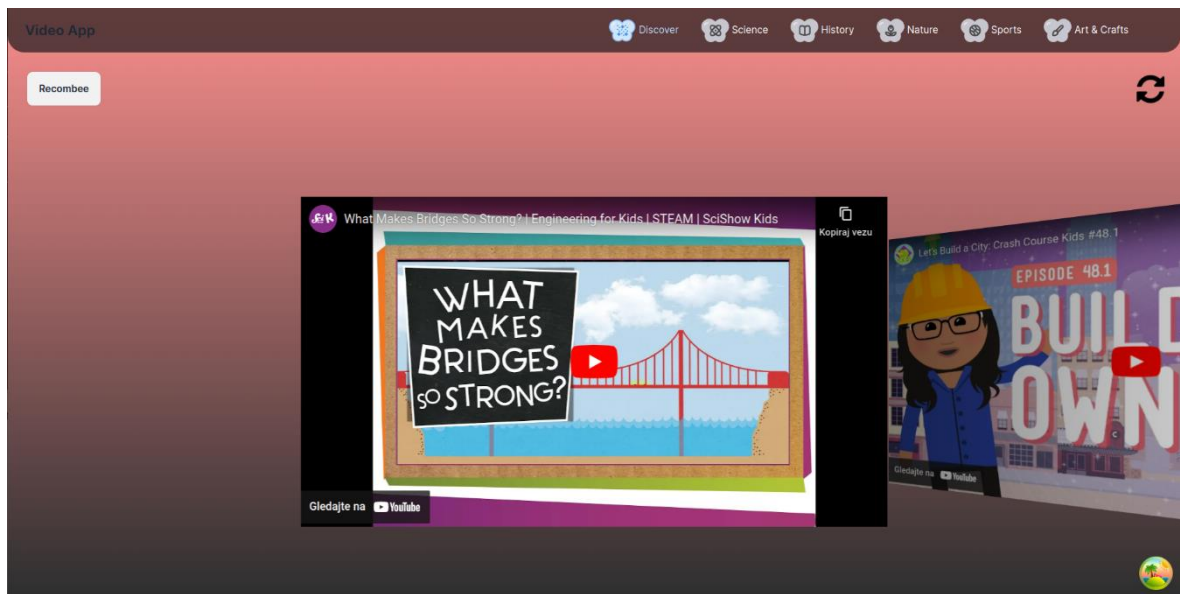 Video App
Discover
Science
History
Nature
Sports
Art & Crafts
Recombee
What Makes Bridges So Strong? | Engineering for Kids | STEAM | SciShow Kids
Kopiraj vezu
WHAT
MAKES
BRIDGES
SO STRONG?
Gledajte na YouTube
Let's Build a City: Crash Course Kids #48.1
EPISODE 48.1
BUILD
OWN
Gledajte na YouTube